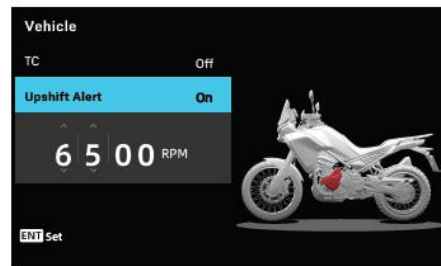 Vehicle
TC Off
Upshift Alert On
6 5 0 0 RPM
ENT Set